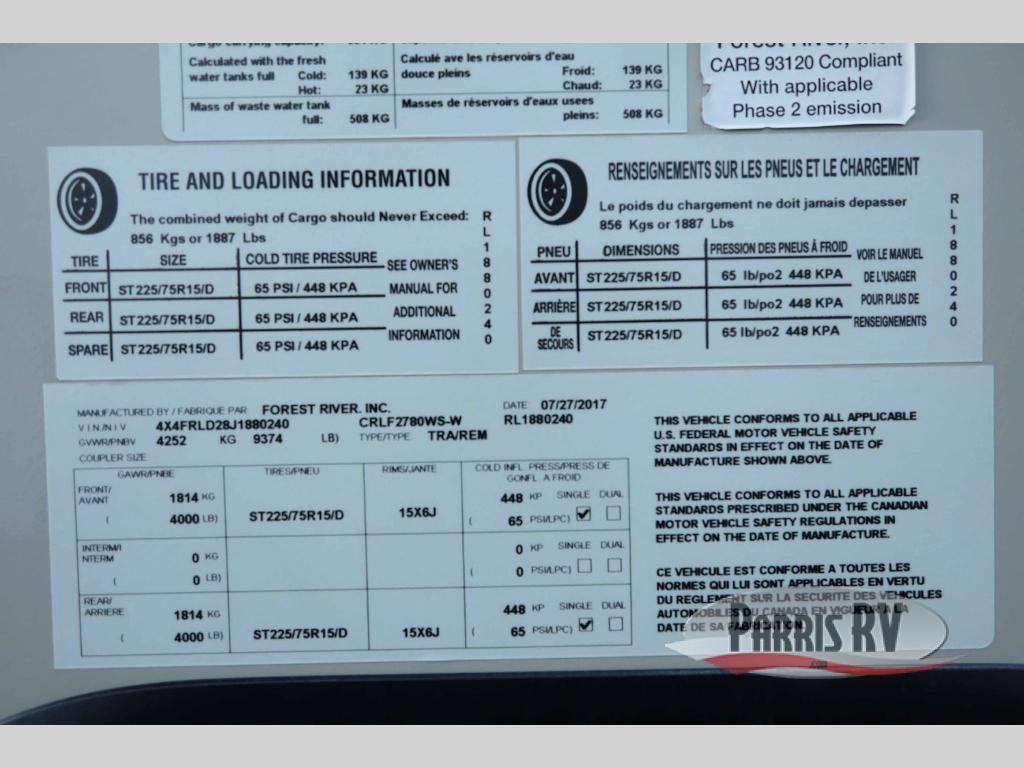 Calculated with the fresh
water tanks full Cold: 139 KG
Hot: 23 KG
Mass of waste water tank
full: 508 KG
Calculé ave les réservoirs d'eau
douce pleins Froid: 139 KG
Chaud: 23 KG
Masses de réservoirs d'eaux usees
pleins: 508 KG
CARB 93120 Compliant
With applicable
Phase 2 emission
TIRE AND LOADING INFORMATION
The combined weight of Cargo should Never Exceed:
856 Kgs or 1887 Lbs
TIRE SIZE COLD TIRE PRESSURE
FRONT ST225/75R15/D 65 PSI / 448 KPA
REAR ST225/75R15/D 65 PSI / 448 KPA
SPARE ST225/75R15/D 65 PSI / 448 KPA
SEE OWNER'S
MANUAL FOR
ADDITIONAL
INFORMATION
RL1880240
RENSEIGNEMENTS SUR LES PNEUS ET LE CHARGEMENT
Le poids du chargement ne doit jamais depasser
856 Kgs or 1887 Lbs
PNEU DIMENSIONS PRESSION DES PNEUS À FROID
AVANT ST225/75R15/D 65 lb/po2 448 KPA
ARRIÈRE ST225/75R15/D 65 lb/po2 448 KPA
DE
SECOURS ST225/75R15/D 65 lb/po2 448 KPA
VOIR LE MANUEL
DE L'USAGER
POUR PLUS DE
RENSEIGNEMENTS
RL1880240
MANUFACTURED BY / FABRIQUE PAR FOREST RIVER. INC. DATE 07/27/2017
V.I.N/N.I.V 4X4FRLD28J1880240 CRLF2780WS-W RL1880240
GVWR/PNBV 4252 KG 9374 LB) TYPE/TYPE TRA/REM
COUPLER SIZE:
GAWR/PNBE TIRES/PNEU RIMS/JANTE COLD INFL PRESS/PRESS DE
GONFL A FROID
FRONT/
AVANT 1814 KG 448 KP SINGLE DUAL
( 4000 LB) ST225/75R15/D 15X6J ( 65 PSI/LPC)
INTERM/I
NTERM 0 KG 0 KP SINGLE DUAL
( 0 LB) ( 0 PSI/LPC)
REAR/
ARRIERE 1814 KG 448 KP SINGLE DUAL
( 4000 LB) ST225/75R15/D 15X6J ( 65 PSI/LPC)
THIS VEHICLE CONFORMS TO ALL APPLICABLE
U.S. FEDERAL MOTOR VEHICLE SAFETY
STANDARDS IN EFFECT ON THE DATE OF
MANUFACTURE SHOWN ABOVE.
THIS VEHICLE CONFORMS TO ALL APPLICABLE
STANDARDS PRESCRIBED UNDER THE CANADIAN
MOTOR VEHICLE SAFETY REGULATIONS IN
EFFECT ON THE DATE OF MANUFACTURE.
CE VEHICULE EST CONFORME A TOUTES LES
NORMES QUI LUI SONT APPLICABLES EN VERTU
DU REGLEMENT SUR LA SECURITE DES VEHICULES
AUTOMOBILES DU CANADA EN VIGUEUR A LA
DATE DE SA FABRICATION.
PARRIS RV
.com